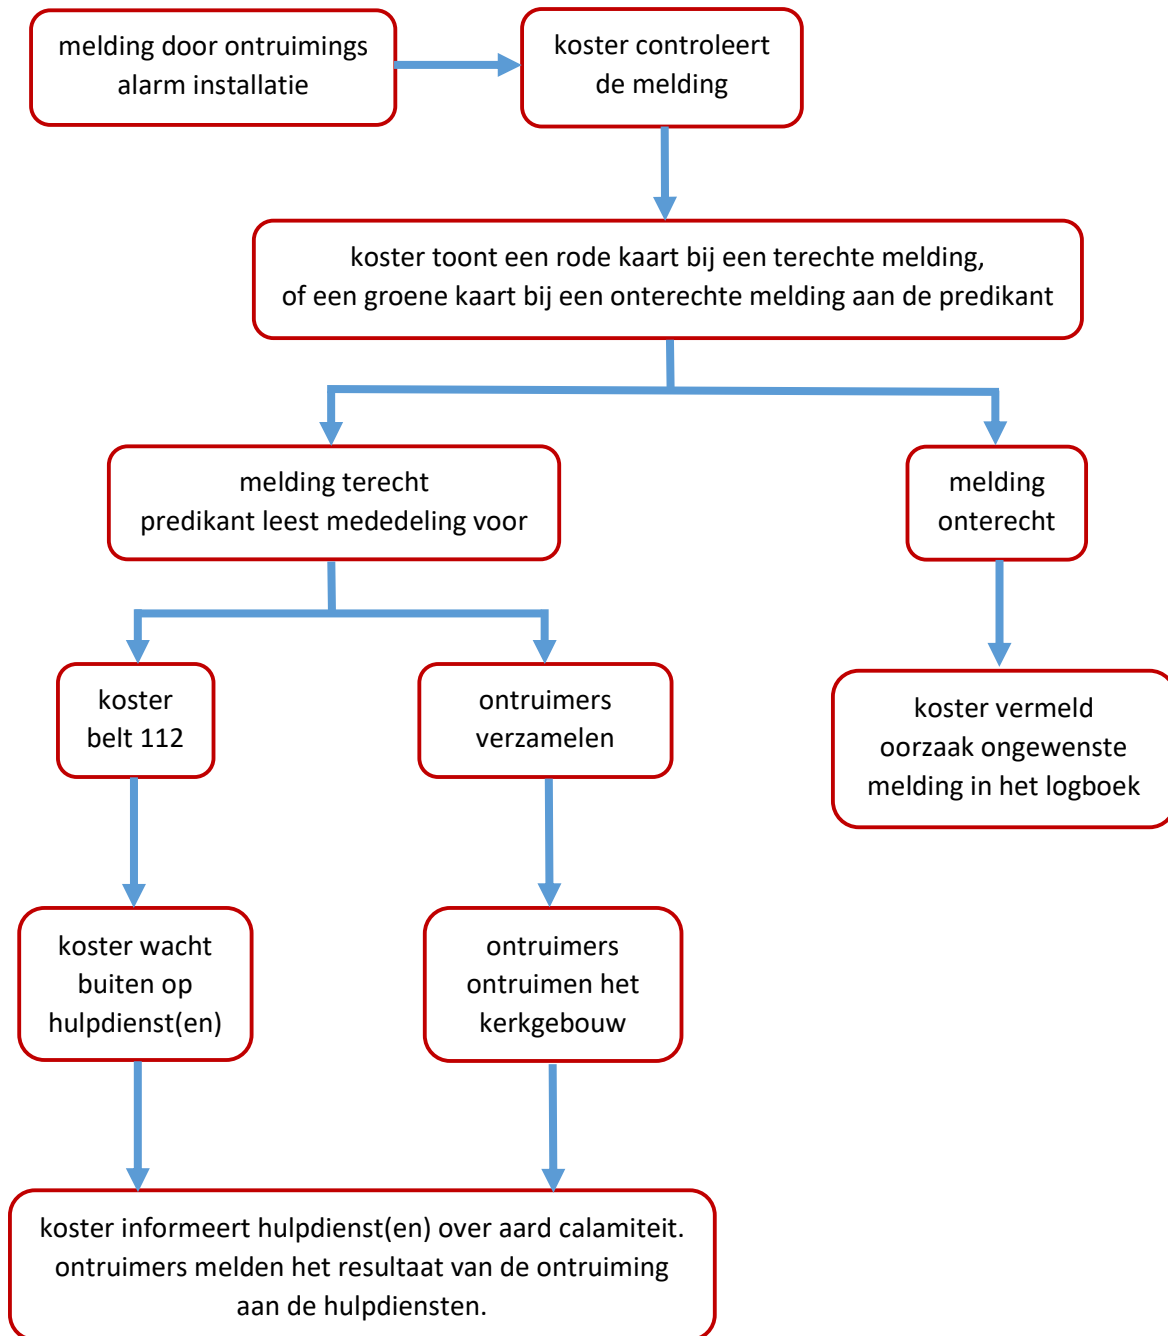 melding door ontruimings
alarm installatie
koster controleert
de melding
koster toont een rode kaart bij een terechte melding,
of een groene kaart bij een onterechte melding aan de predikant
melding terecht
predikant leest mededeling voor
melding
onterecht
koster
belt 112
ontruimers
verzamelen
koster vermeld
oorzaak ongewenste
melding in het logboek
koster wacht
buiten op
hulpdienst(en)
ontruimers
ontruimen het
kerkgebouw
koster informeert hulpdienst(en) over aard calamiteit.
ontruimers melden het resultaat van de ontruiming
aan de hulpdiensten.